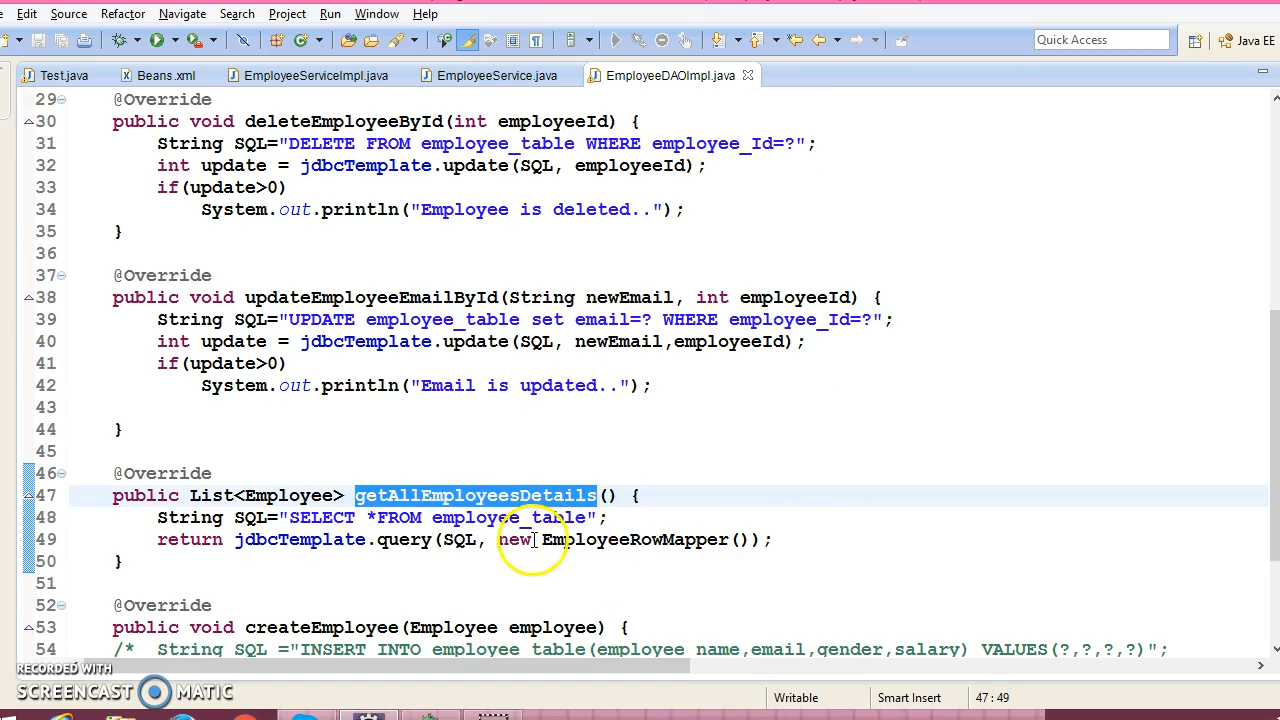 Edit Source Refactor Navigate Search Project Run Window Help
Quick Access
Java EE
Test.java Beans.xml EmployeeServiceImpl.java EmployeeService.java EmployeeDAOImpl.java
29 @Override
30 public void deleteEmployeeById(int employeeId) {
31 String SQL="DELETE FROM employee_table WHERE employee_Id=?";
32 int update = jdbcTemplate.update(SQL, employeeId);
33 if(update>0)
34 System.out.println("Employee is deleted..");
35 }
36
37 @Override
38 public void updateEmployeeEmailById(String newEmail, int employeeId) {
39 String SQL="UPDATE employee_table set email=? WHERE employee_Id=?";
40 int update = jdbcTemplate.update(SQL, newEmail,employeeId);
41 if(update>0)
42 System.out.println("Email is updated..");
43
44 }
45
46 @Override
47 public List<Employee> getAllEmployeesDetails() {
48 String SQL="SELECT *FROM employee_table";
49 return jdbcTemplate.query(SQL, new EmployeeRowMapper());
50 }
51
52 @Override
53 public void createEmployee(Employee employee) {
54 /* String SQL ="INSERT INTO employee_table(employee_name,email,gender,salary) VALUES(?,?,?,?)";
RECORDED WITH
SCREENCAST MATIC
Writable Smart Insert 47 : 49